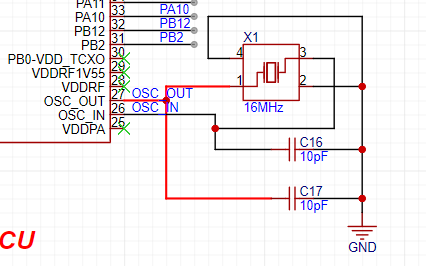 PA11
33 PA10 PA10
32 PB12 PB12
31 PB2 PB2
30 PB0-VDD_TCXO
29 VDDRF1V55
28 VDDRF
27 OSC_OUT OSC_OUT
26 OSC_IN OSC_IN
25 VDDPA
X1
4 3
1 2
16MHz
C16
10pF
C17
10pF
GND
CU